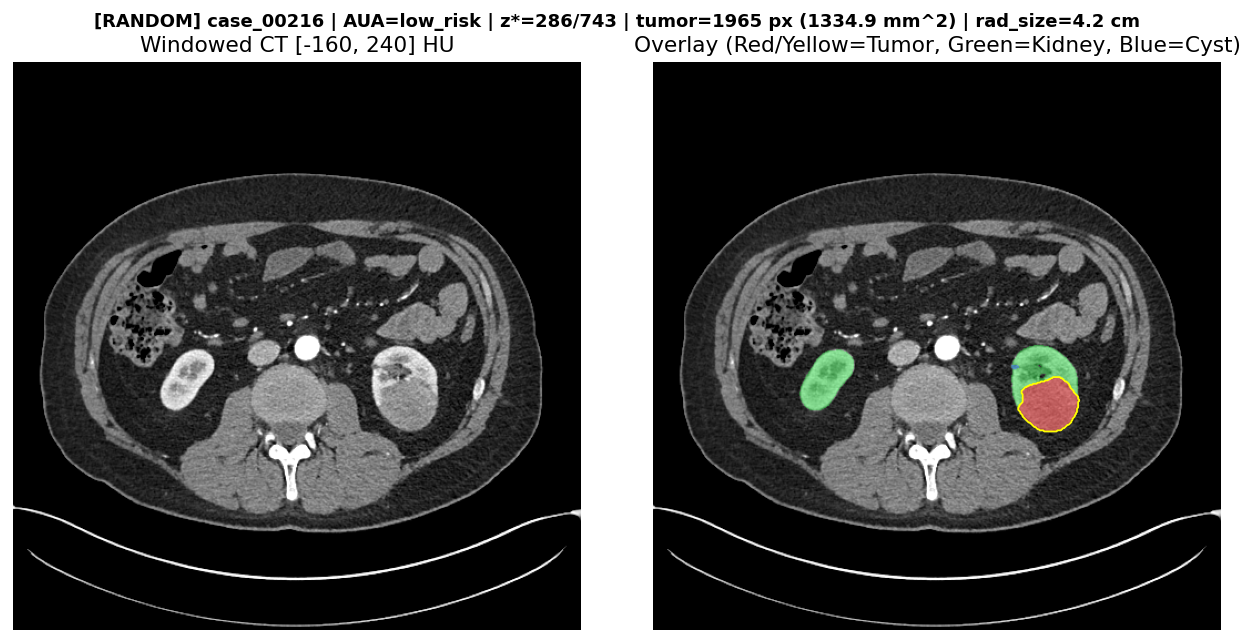 [RANDOM] case_00216 | AUA=low_risk | z*=286/743 | tumor=1965 px (1334.9 mm^2) | rad_size=4.2 cm
Windowed CT [-160, 240] HU
Overlay (Red/Yellow=Tumor, Green=Kidney, Blue=Cyst)